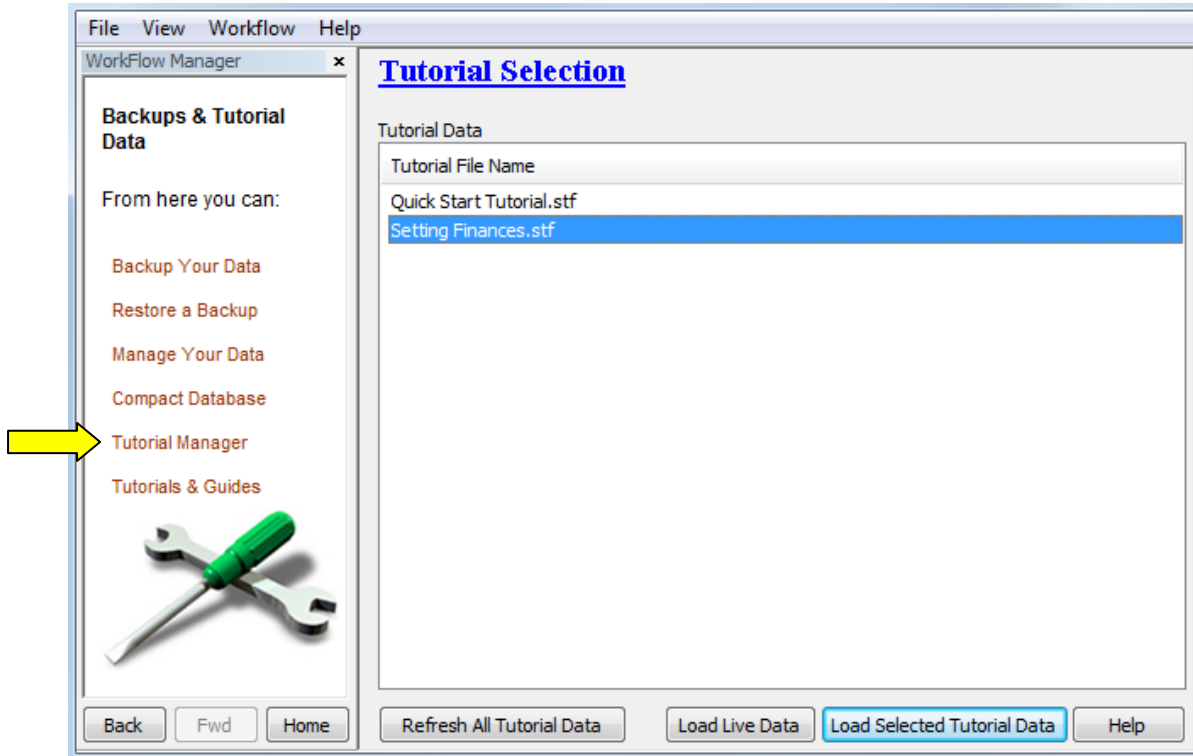 File View Workflow Help
WorkFlow Manager x
Backups & Tutorial
Data
From here you can:
Backup Your Data
Restore a Backup
Manage Your Data
Compact Database
Tutorial Manager
Tutorials & Guides
Back Fwd Home
Tutorial Selection
Tutorial Data
Tutorial File Name
Quick Start Tutorial.stf
Setting Finances.stf
Refresh All Tutorial Data Load Live Data Load Selected Tutorial Data Help